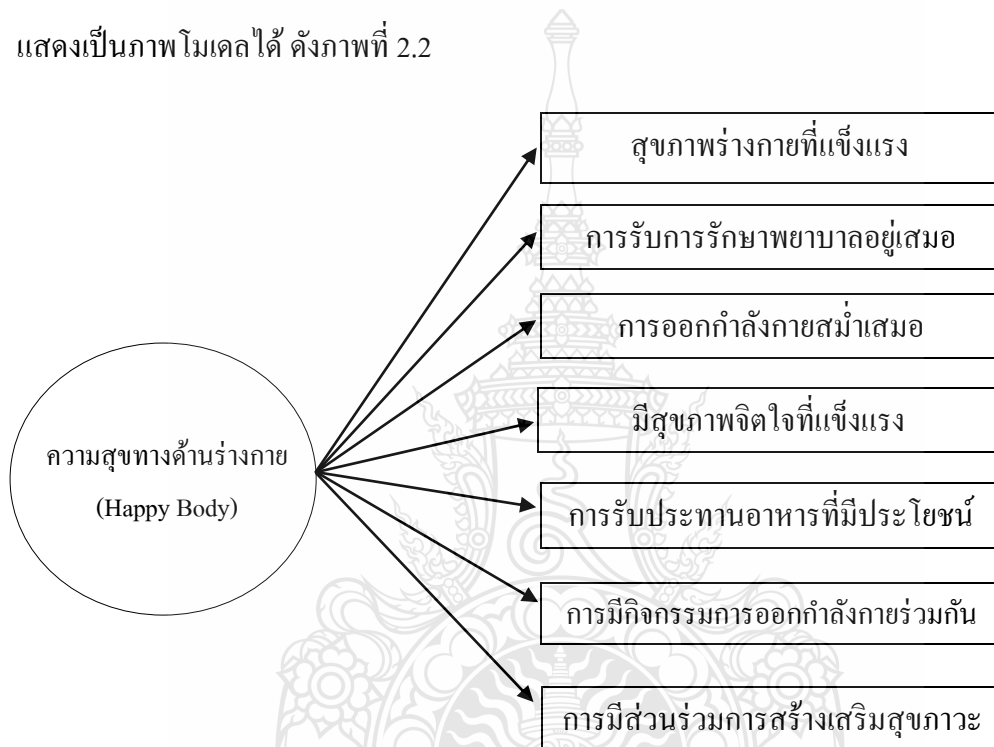 แสดงเป็นภาพโมเดลได้ ดังภาพที่ 2.2
สุขภาพร่างกายที่แข็งแรง
การรับการรักษาพยาบาลอยู่เสมอ
การออกกำลังกายสม่ำเสมอ
มีสุขภาพจิตใจที่แข็งแรง
ความสุขทางด้านร่างกาย
(Happy Body)
การรับประทานอาหารที่มีประโยชน์
การมีกิจกรรมการออกกำลังกายร่วมกัน
การมีส่วนร่วมการสร้างเสริมสุขภาวะ